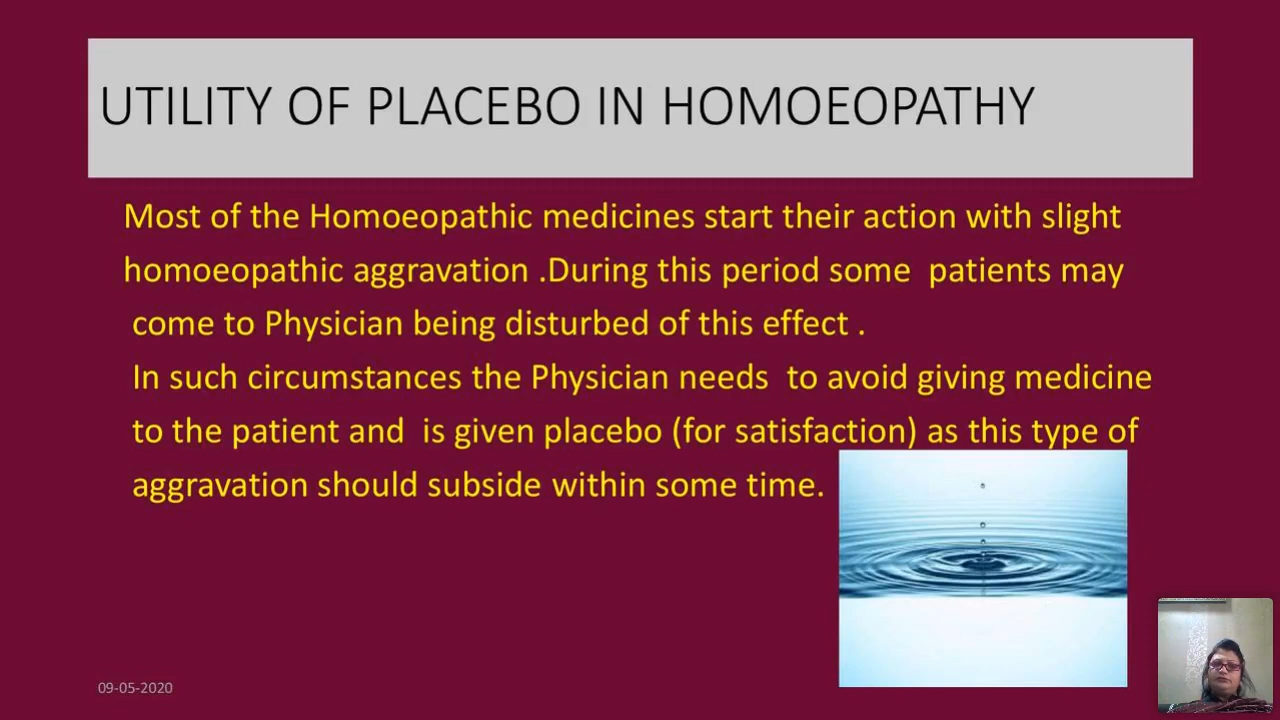 UTILITY OF PLACEBO IN HOMOEOPATHY
Most of the Homoeopathic medicines start their action with slight
homoeopathic aggravation .During this period some patients may
come to Physician being disturbed of this effect .
In such circumstances the Physician needs to avoid giving medicine
to the patient and is given placebo (for satisfaction) as this type of
aggravation should subside within some time.
09-05-2020